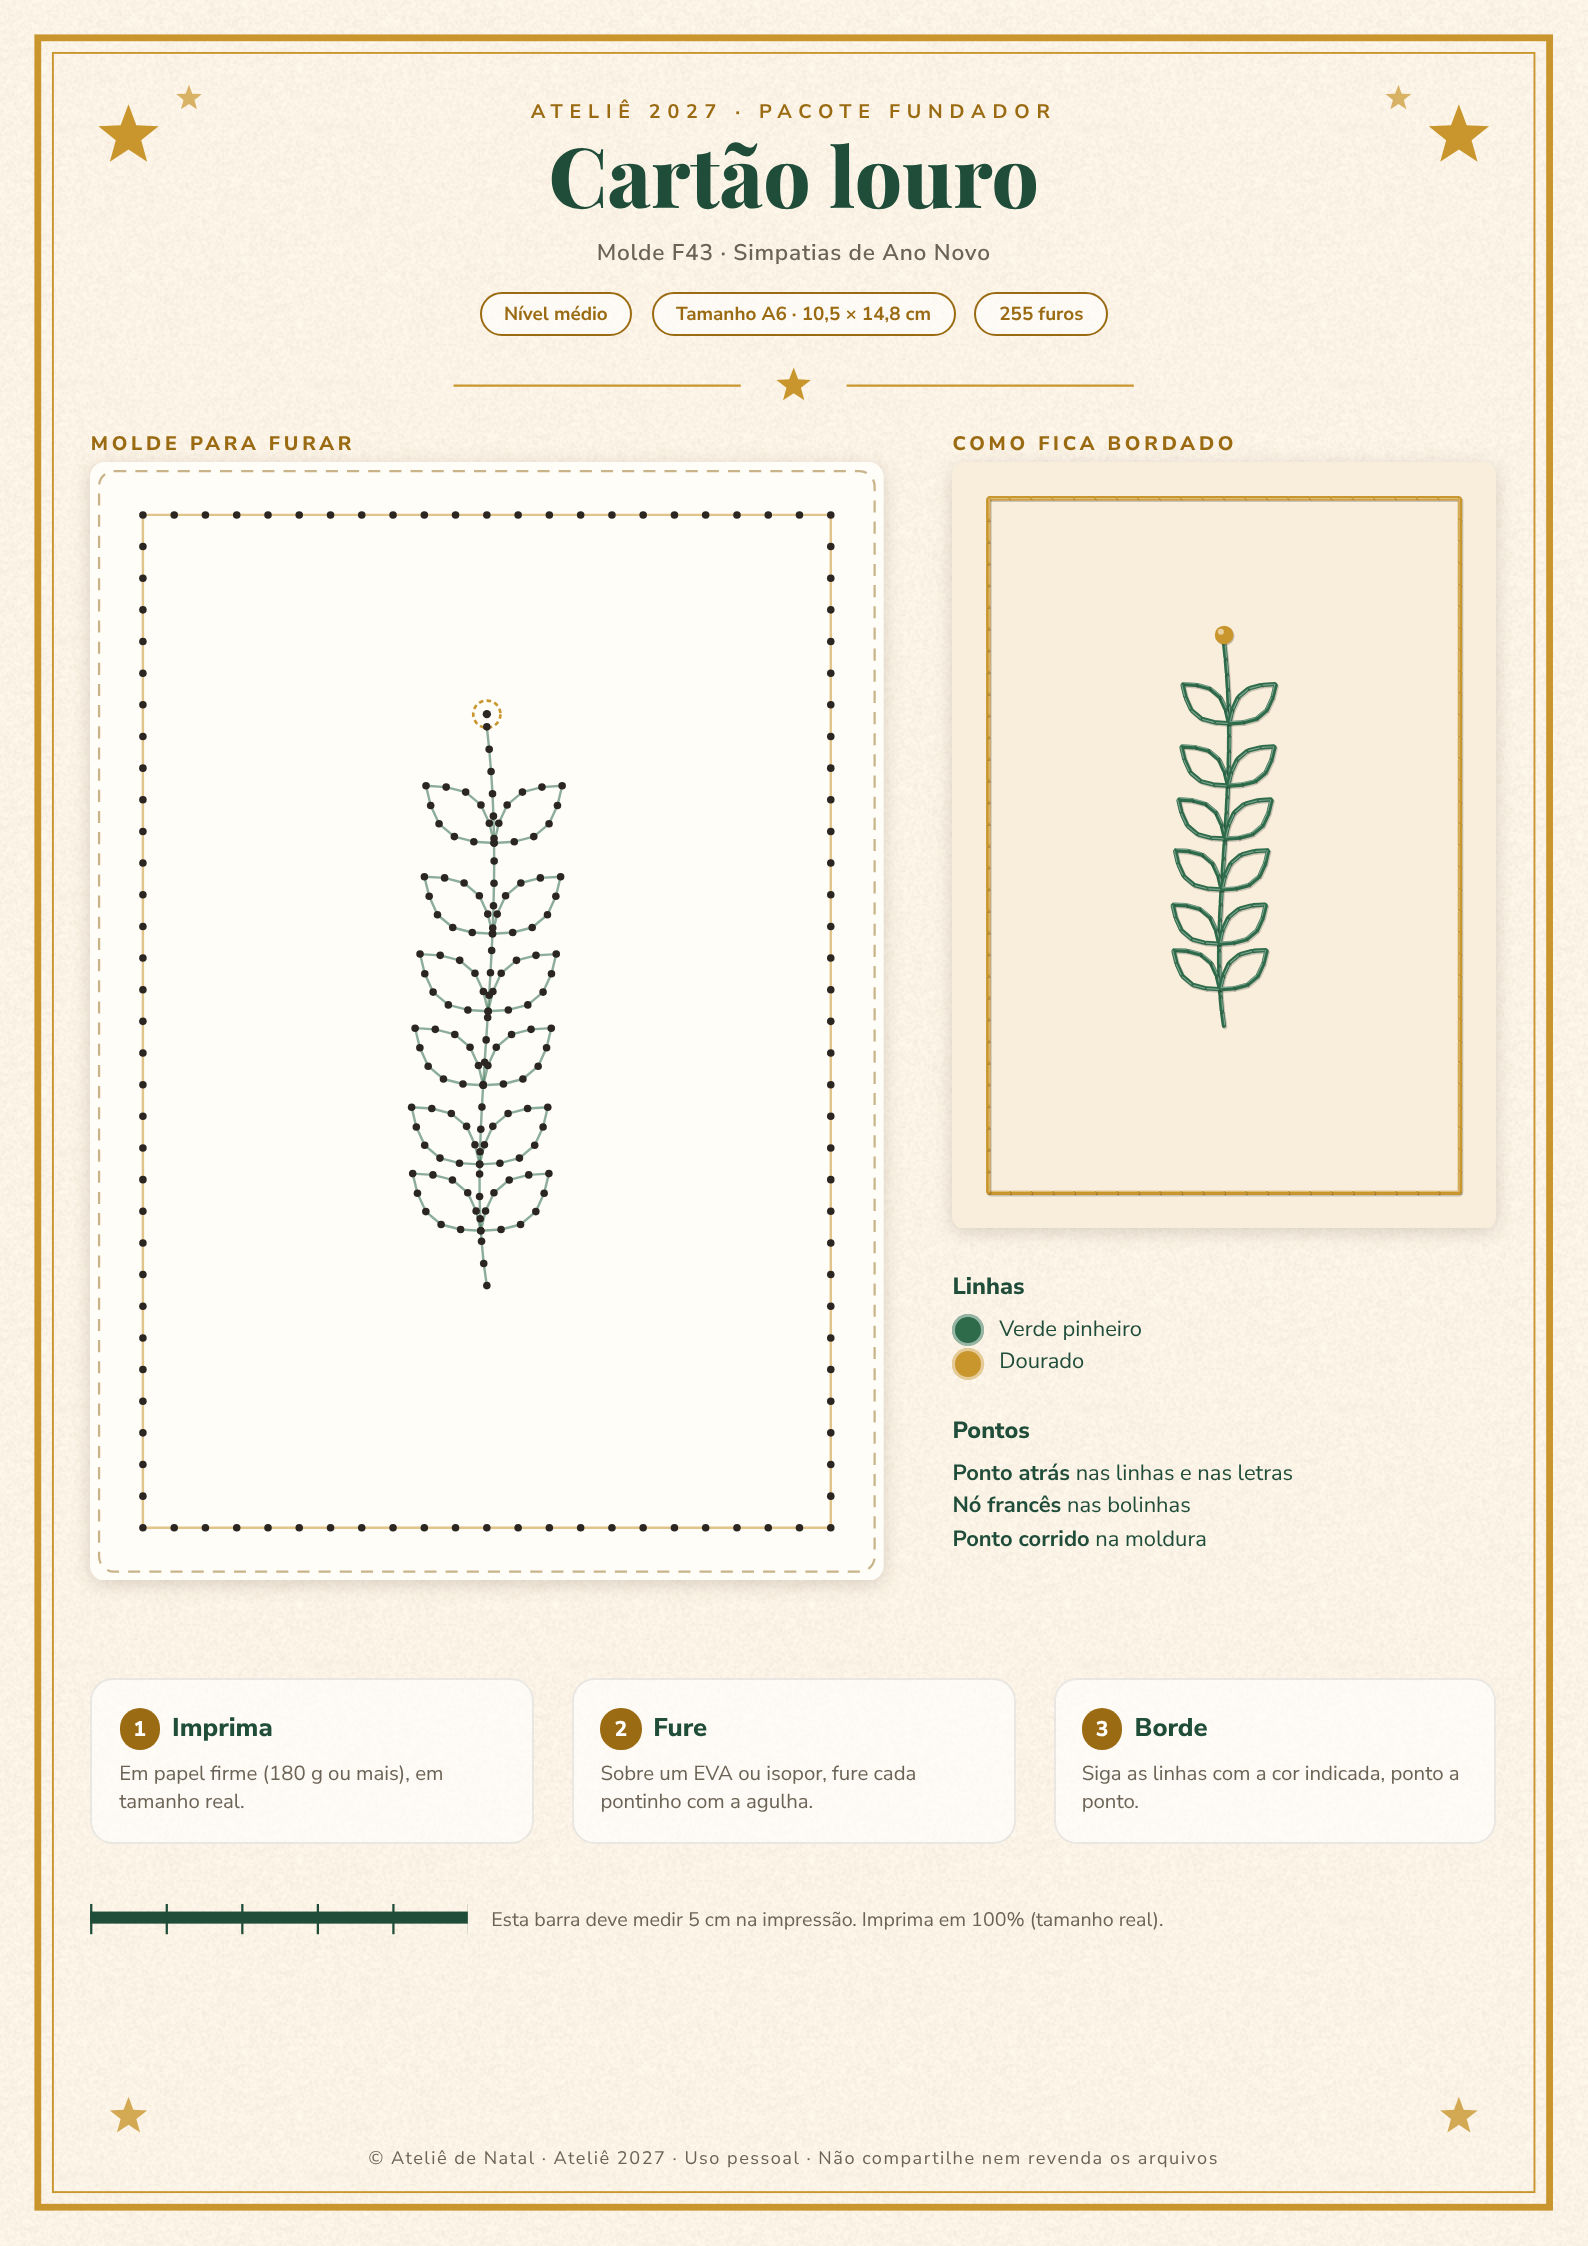 ATELIÊ 2027 · PACOTE FUNDADOR
Cartão louro
Molde F43 · Simpatias de Ano Novo
Nível médio
Tamanho A6 · 10,5 × 14,8 cm
255 furos
MOLDE PARA FURAR
COMO FICA BORDADO
Linhas
Verde pinheiro
Dourado
Pontos
Ponto atrás nas linhas e nas letras
Nó francês nas bolinhas
Ponto corrido na moldura
1 Imprima
Em papel firme (180 g ou mais), em
tamanho real.
2 Fure
Sobre um EVA ou isopor, fure cada
pontinho com a agulha.
3 Borde
Siga as linhas com a cor indicada, ponto a
ponto.
Esta barra deve medir 5 cm na impressão. Imprima em 100% (tamanho real).
© Ateliê de Natal · Ateliê 2027 · Uso pessoal · Não compartilhe nem revenda os arquivos